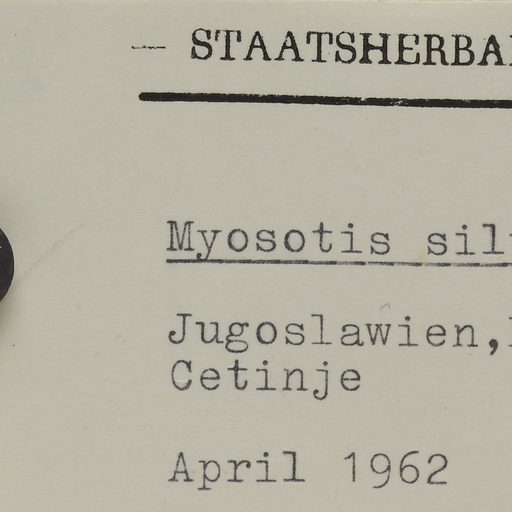 — STAATSHERBA
Myosotis sil
Jugoslawien,
Cetinje
April 1962